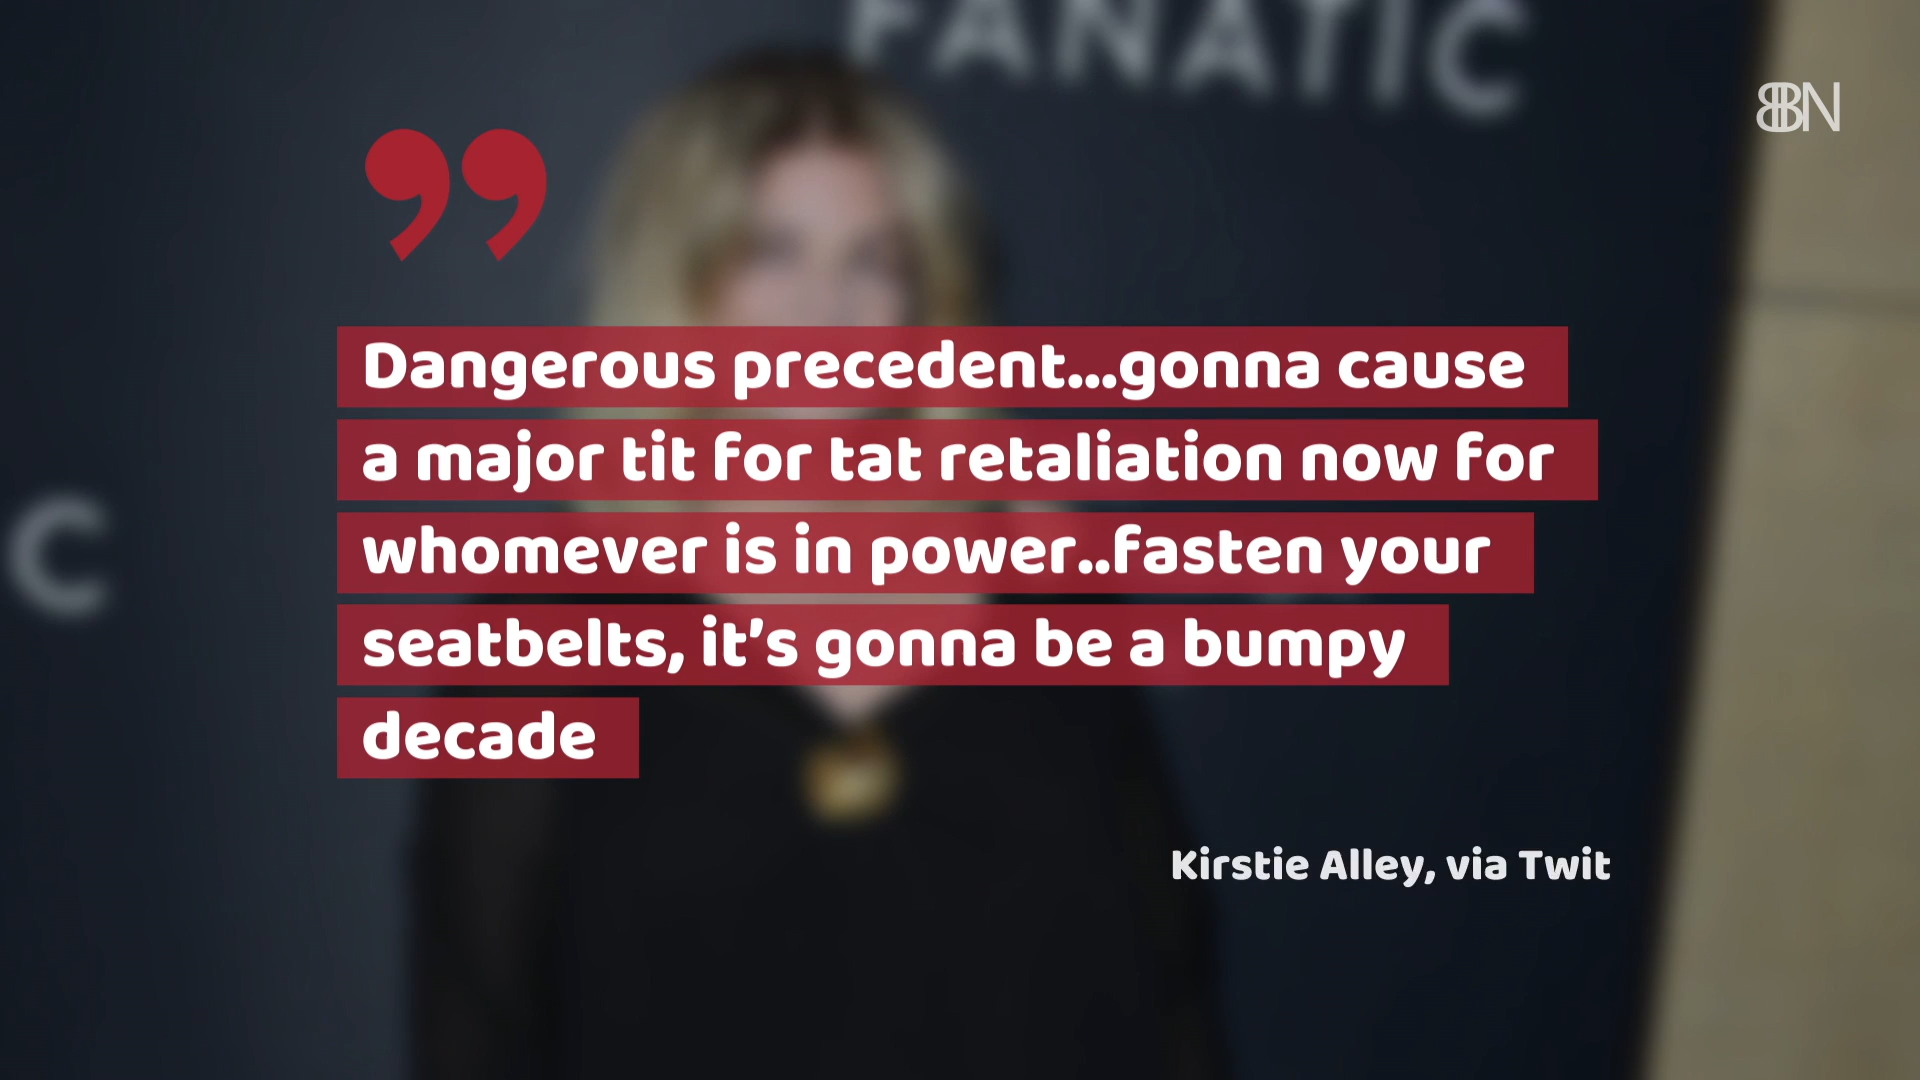 FANATIC
BBN
”
Dangerous precedent...gonna cause
a major tit for tat retaliation now for
whomever is in power..fasten your
seatbelts, it's gonna be a bumpy
decade
C
Kirstie Alley, via Twit